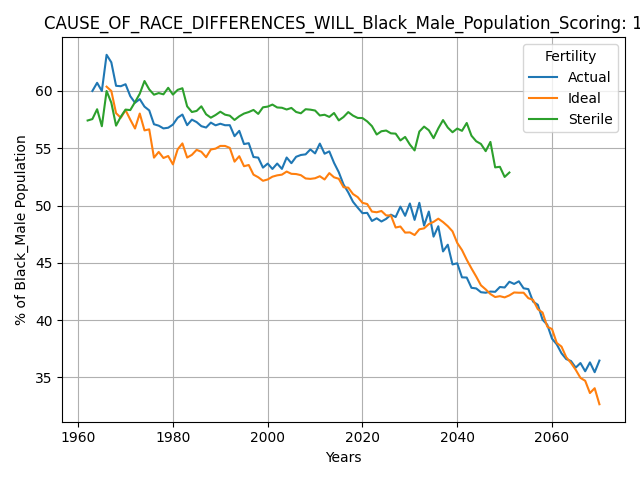 CAUSE_OF_RACE_DIFFERENCES_WILL_Black_Male_Population_Scoring: 1
Fertility
Actual
Ideal
Sterile
% of Black_Male Population
60
55
50
45
40
35
1960
1980
2000
2020
2040
2060
Years